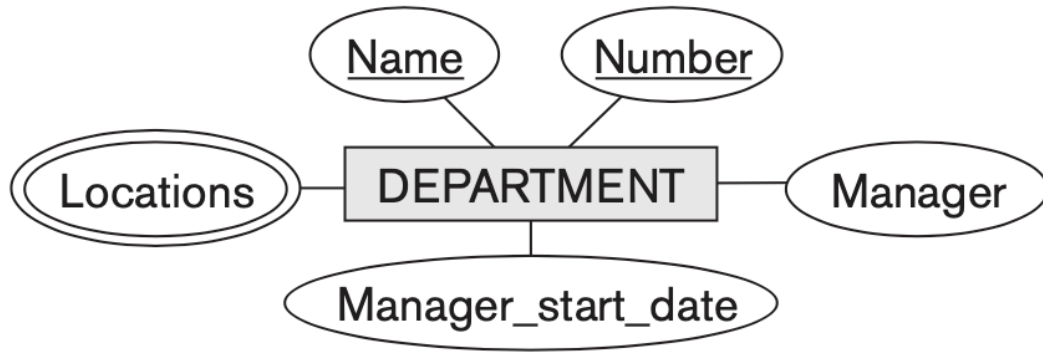 Name
Number
Locations
DEPARTMENT
Manager
Manager_start_date